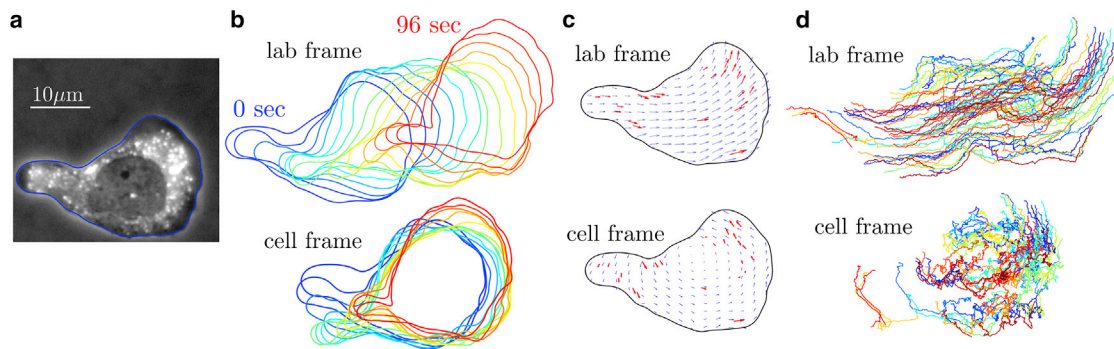 a
b
c
d
10μm
lab frame
96 sec
0 sec
cell frame
lab frame
cell frame
lab frame
cell frame